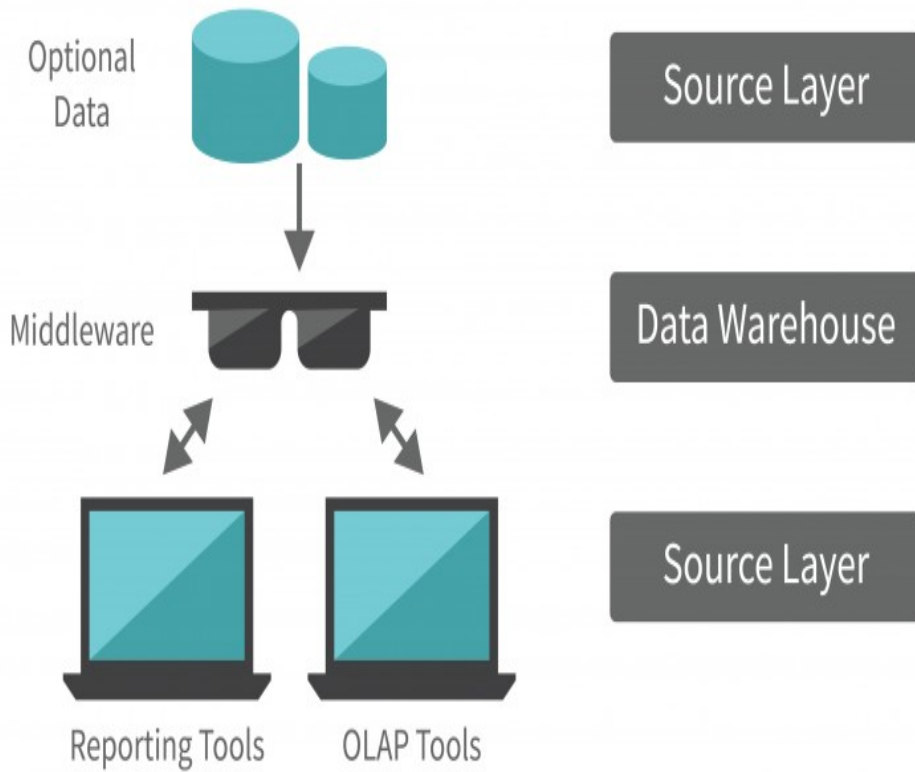 Optional
Data
Source Layer
Middleware
Data Warehouse
Source Layer
Reporting Tools
OLAP Tools